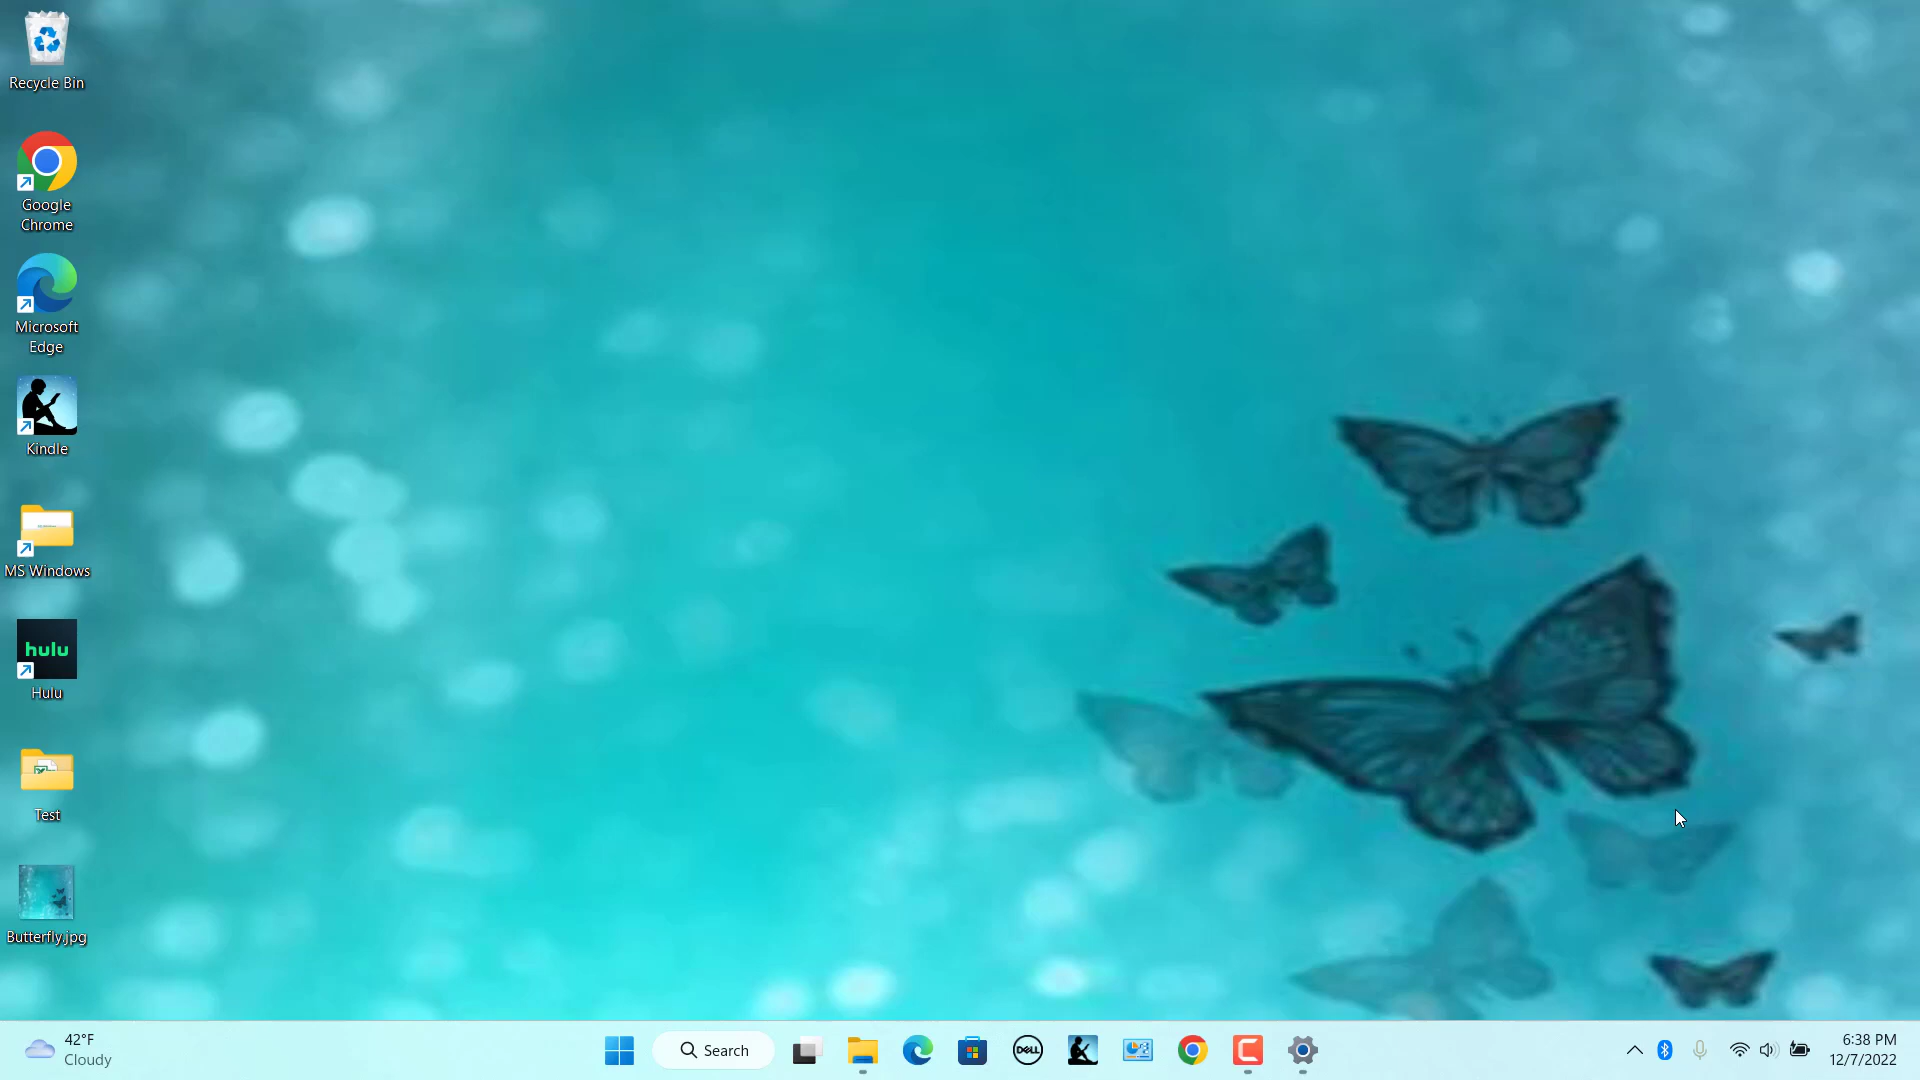 Recycle Bin
Google
Chrome
Microsoft
Edge
Kindle
MS Windows
hulu
Hulu
Test
Butterfly.jpg
42°F
Cloudy
Search
DELL
6:38 PM
12/7/2022